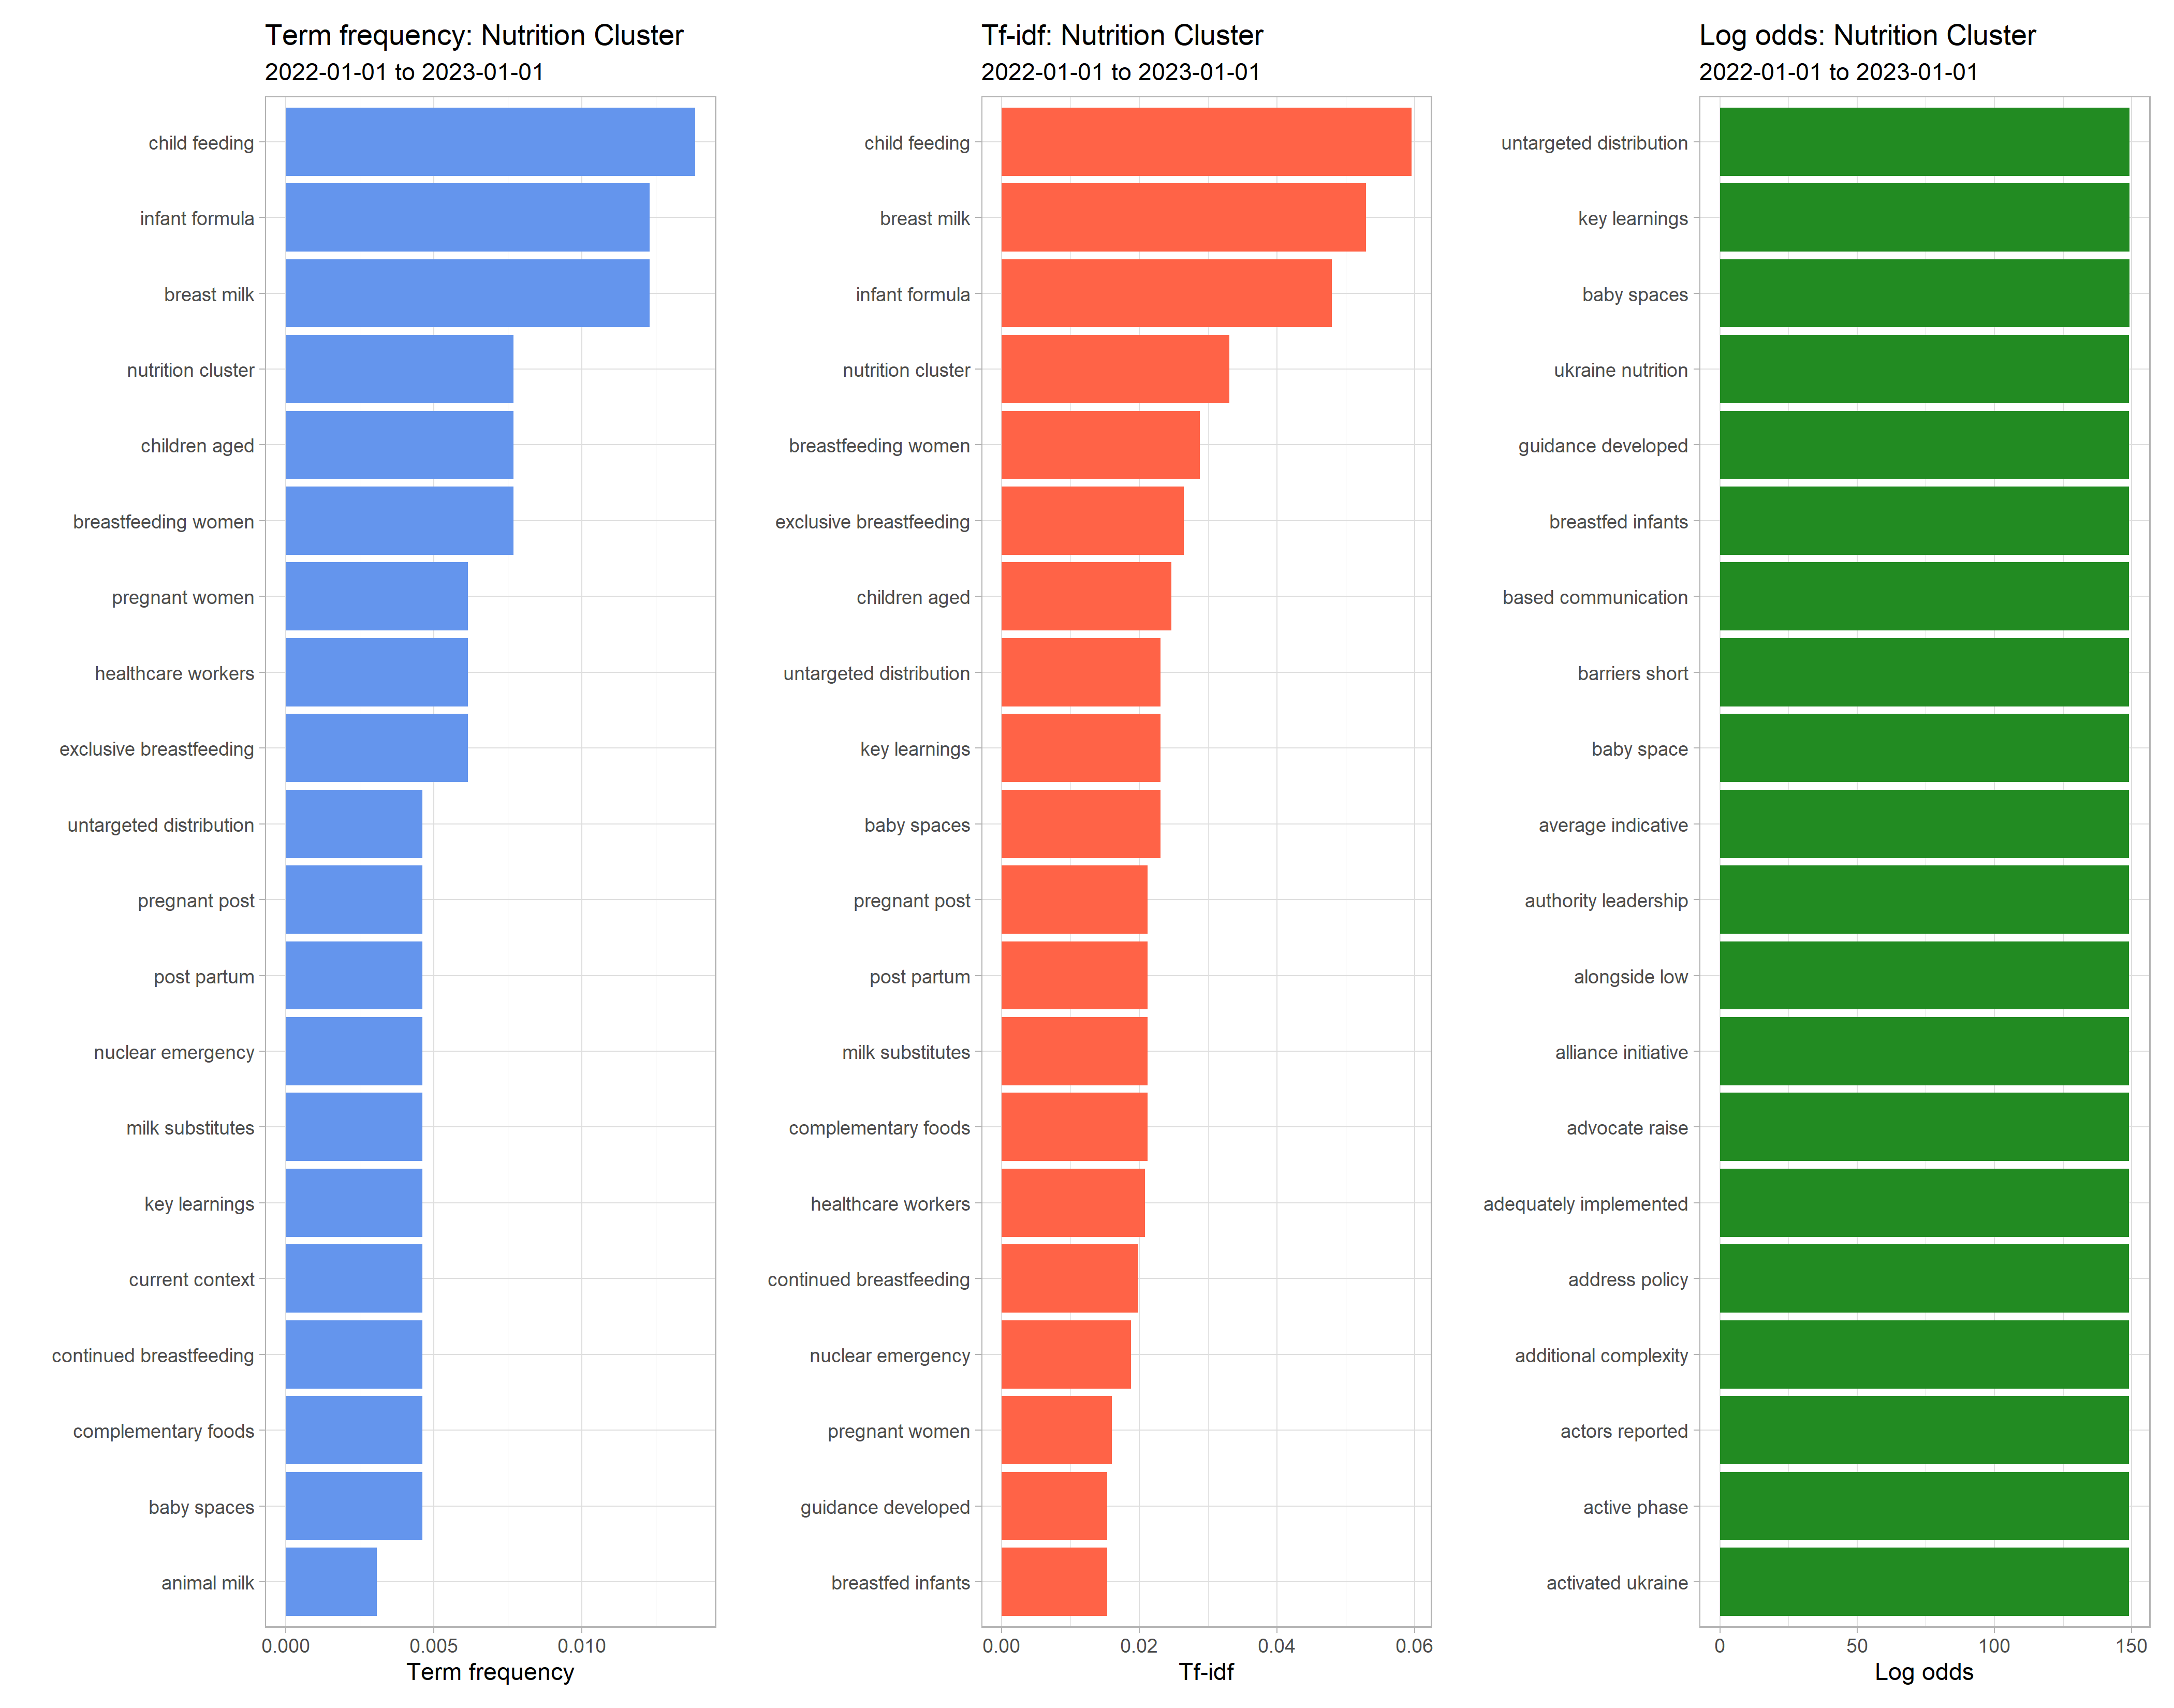 Term frequency: Nutrition Cluster
2022-01-01 to 2023-01-01
child feeding
infant formula
breast milk
nutrition cluster
children aged
breastfeeding women
pregnant women
healthcare workers
exclusive breastfeeding
untargeted distribution
pregnant post
post partum
nuclear emergency
milk substitutes
key learnings
current context
continued breastfeeding
complementary foods
baby spaces
animal milk
0.000 0.005 0.010
Term frequency
Tf-idf: Nutrition Cluster
2022-01-01 to 2023-01-01
child feeding
breast milk
infant formula
nutrition cluster
breastfeeding women
exclusive breastfeeding
children aged
untargeted distribution
key learnings
baby spaces
pregnant post
post partum
milk substitutes
complementary foods
healthcare workers
continued breastfeeding
nuclear emergency
pregnant women
guidance developed
breastfed infants
0.00 0.02 0.04 0.06
Tf-idf
Log odds: Nutrition Cluster
2022-01-01 to 2023-01-01
untargeted distribution
key learnings
baby spaces
ukraine nutrition
guidance developed
breastfed infants
based communication
barriers short
baby space
average indicative
authority leadership
alongside low
alliance initiative
advocate raise
adequately implemented
address policy
additional complexity
actors reported
active phase
activated ukraine
0 50 100 150
Log odds